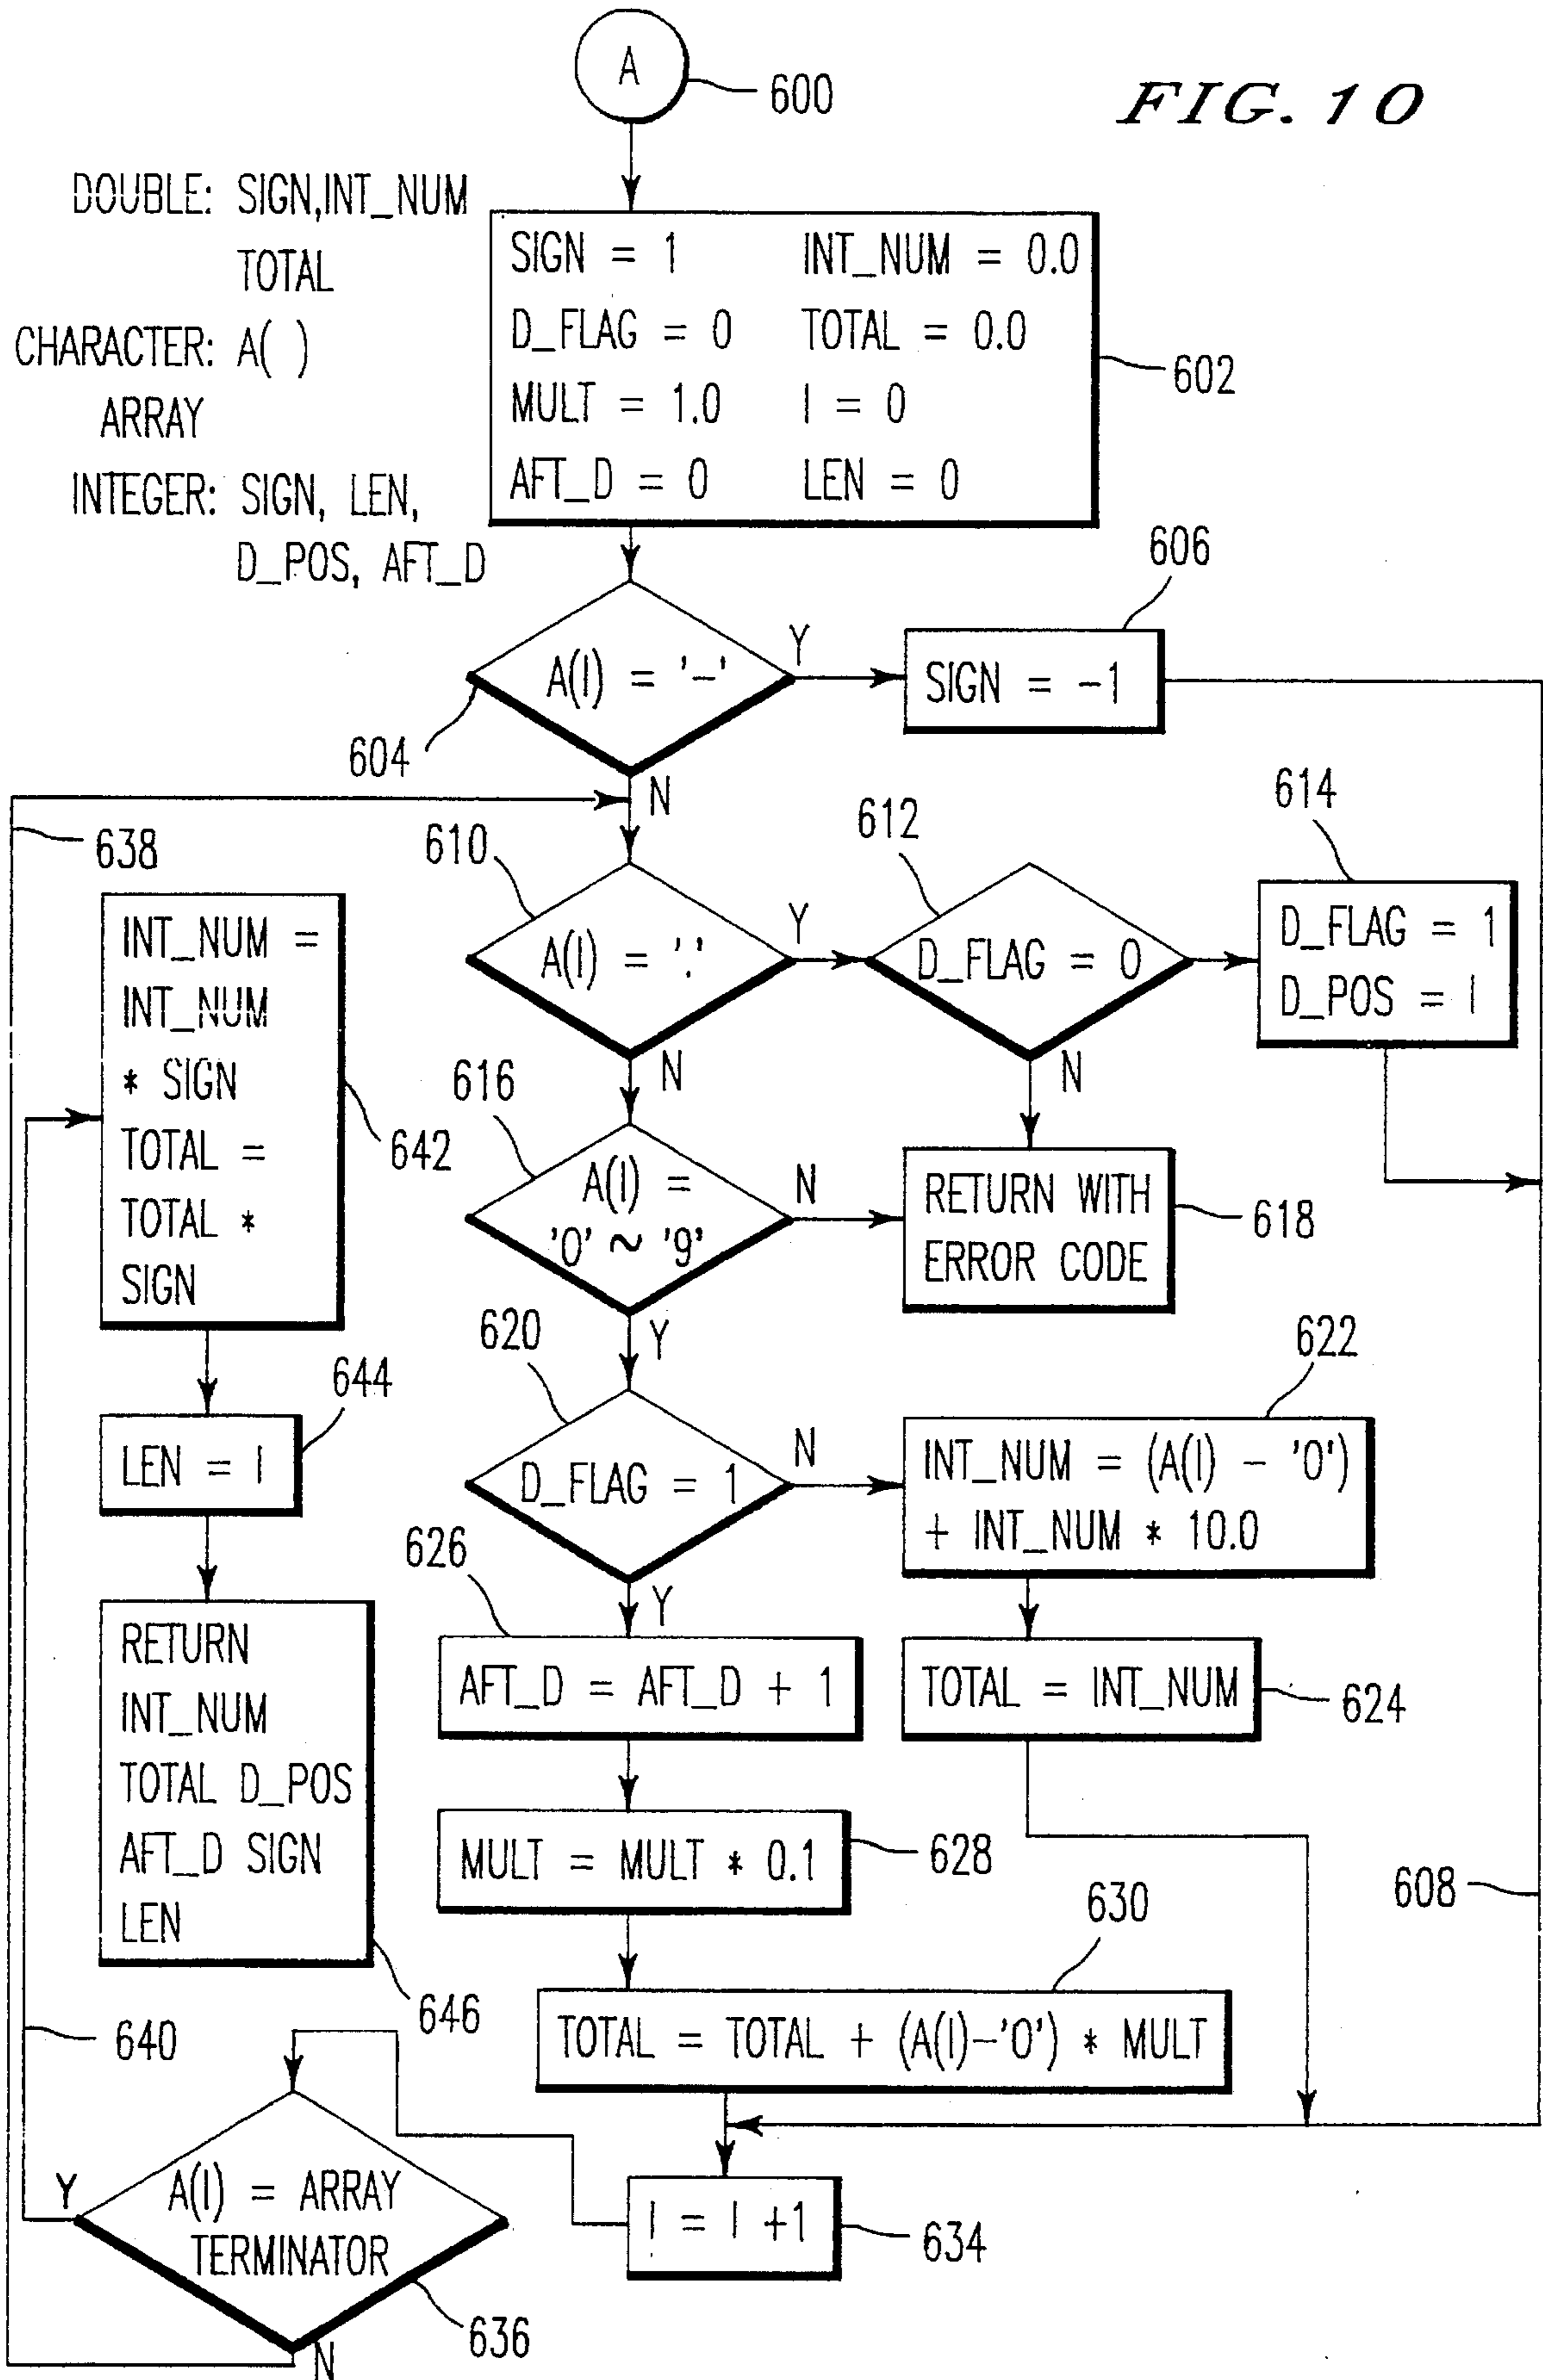 A
600
FIG. 10
DOUBLE: SIGN,INT_NUM
TOTAL
CHARACTER: A( )
ARRAY
INTEGER: SIGN, LEN,
D_POS, AFT_D
SIGN = 1 INT_NUM = 0.0
D_FLAG = 0 TOTAL = 0.0
MULT = 1.0 I = 0
AFT_D = 0 LEN = 0
602
A(I) = '-'
604
Y
N
606
SIGN = -1
638
610
A(I) = '.'
Y
N
612
D_FLAG = 0
N
614
D_FLAG = 1
D_POS = I
INT_NUM =
INT_NUM
* SIGN
TOTAL =
TOTAL *
SIGN
642
616
A(I) =
'0' ~ '9'
N
Y
RETURN WITH
ERROR CODE
618
644
LEN = I
620
D_FLAG = 1
N
Y
622
INT_NUM = (A(I) - '0')
+ INT_NUM * 10.0
626
AFT_D = AFT_D + 1
TOTAL = INT_NUM
624
RETURN
INT_NUM
TOTAL D_POS
AFT_D SIGN
LEN
646
MULT = MULT * 0.1
628
608
630
TOTAL = TOTAL + (A(I)-'0') * MULT
640
Y
A(I) = ARRAY
TERMINATOR
636
N
I = I +1
634